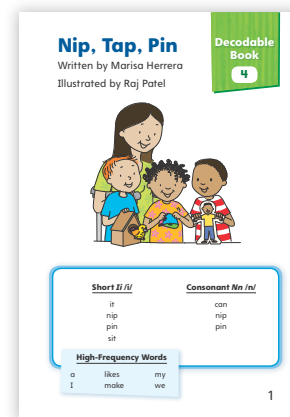 Nip, Tap, Pin
Written by Marisa Herrera
Illustrated by Raj Patel
Decodable
Book
4
Short Ii /i/
it
nip
pin
sit
Consonant Nn /n/
can
nip
pin
High-Frequency Words
a likes my
I make we
1